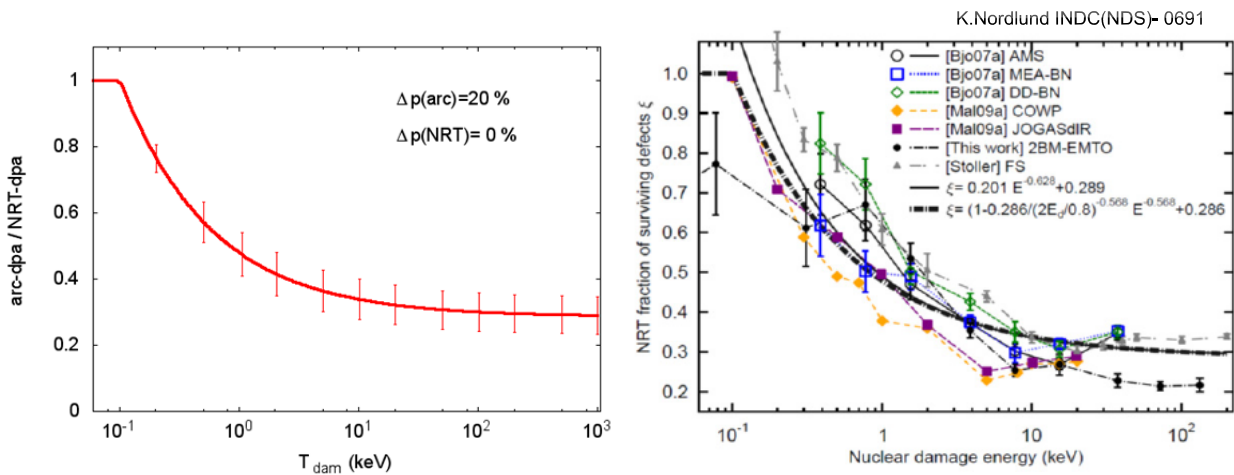 K.Nordlund INDC(NDS)- 0691
arc-dpa / NRT-dpa
1
0.8
0.6
0.4
0.2
0
Δ p(arc)=20 %
Δ p(NRT)= 0 %
10^-1
10^0
10^1
10^2
10^3
T_dam (keV)
NRT fraction of surviving defects ξ
1.0
0.9
0.8
0.7
0.6
0.5
0.4
0.3
0.2
[Bjo07a] AMS
[Bjo07a] MEA-BN
[Bjo07a] DD-BN
[Mal09a] COWP
[Mal09a] JOGASdIR
[This work] 2BM-EMTO
[Stoller] FS
ξ= 0.201 E^-0.628+0.289
ξ= (1-0.286/(2E_d/0.8)^-0.568 E^-0.568+0.286
10^-1
1
10
10^2
Nuclear damage energy (keV)